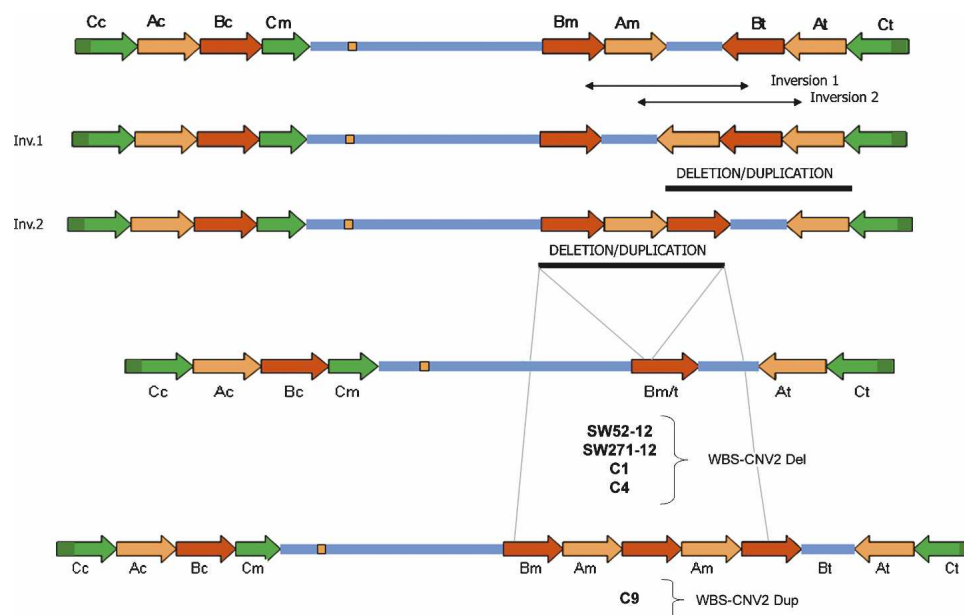 Cc Ac Bc Cm Bm Am Bt At Ct
Inversion 1
Inversion 2
Inv.1
DELETION/DUPLICATION
Inv.2
DELETION/DUPLICATION
Cc Ac Bc Cm Bm/t At Ct
SW52-12
SW271-12
C1
C4
WBS-CNV2 Del
Cc Ac Bc Cm Bm Am Am Bt At Ct
C9 WBS-CNV2 Dup